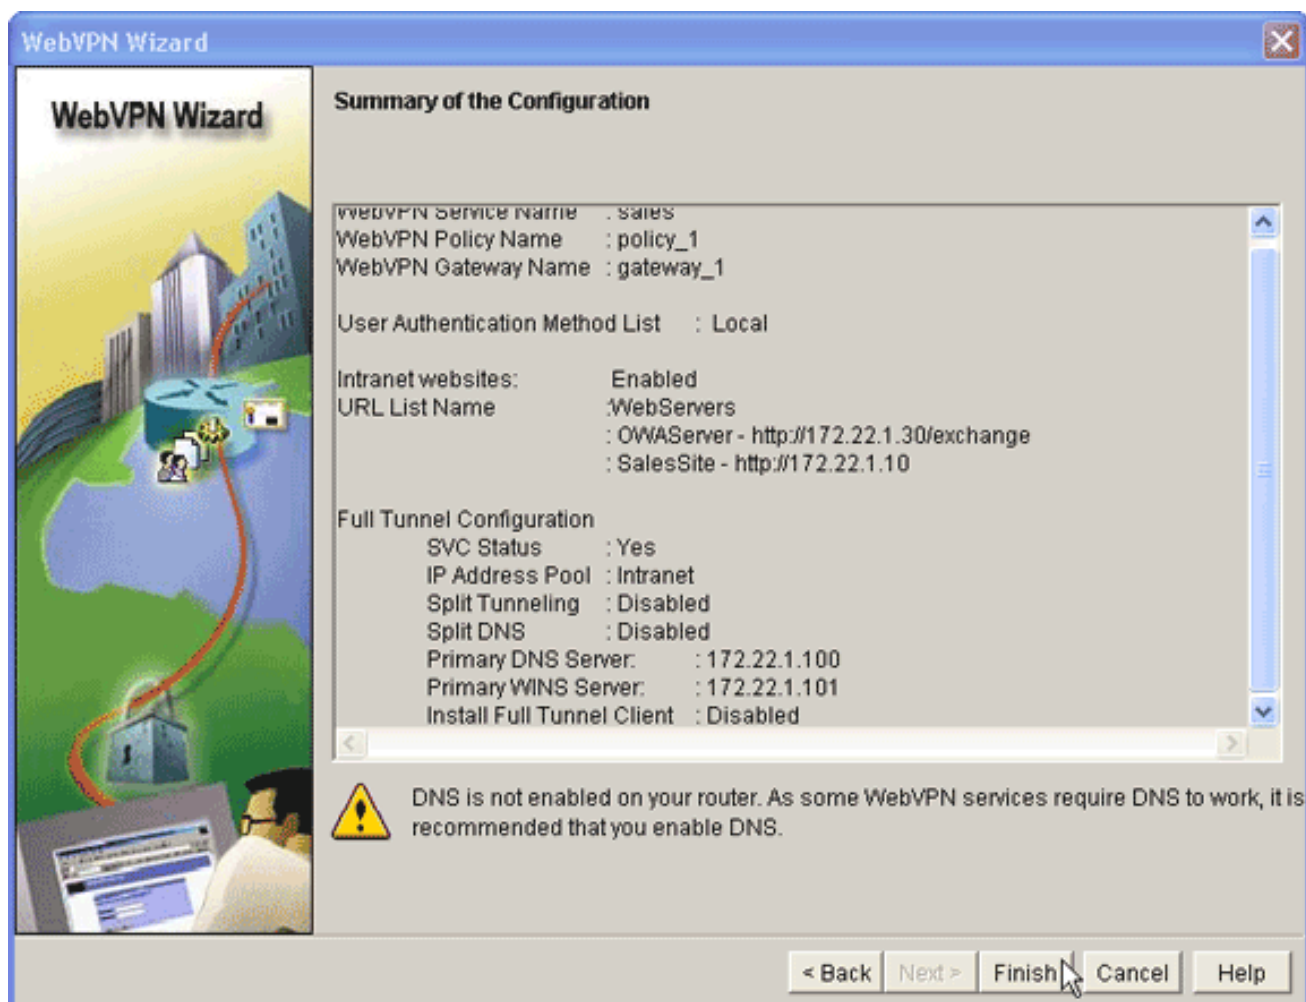 WebVPN Wizard
WebVPN Wizard
Summary of the Configuration
WebVPN Service Name : sales
WebVPN Policy Name : policy_1
WebVPN Gateway Name : gateway_1
User Authentication Method List : Local
Intranet websites: Enabled
URL List Name :WebServers
: OWAServer - http://172.22.1.30/exchange
: SalesSite - http://172.22.1.10
Full Tunnel Configuration
SVC Status : Yes
IP Address Pool : Intranet
Split Tunneling : Disabled
Split DNS : Disabled
Primary DNS Server: : 172.22.1.100
Primary WINS Server: : 172.22.1.101
Install Full Tunnel Client : Disabled
DNS is not enabled on your router. As some WebVPN services require DNS to work, it is
recommended that you enable DNS.
< Back Next > Finish Cancel Help